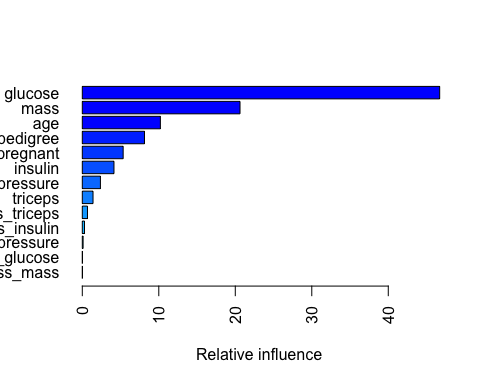 glucose
mass
age
pedigree
pregnant
insulin
pressure
triceps
s_triceps
s_insulin
pressure
_glucose
ss_mass
0
10
20
30
40
Relative influence